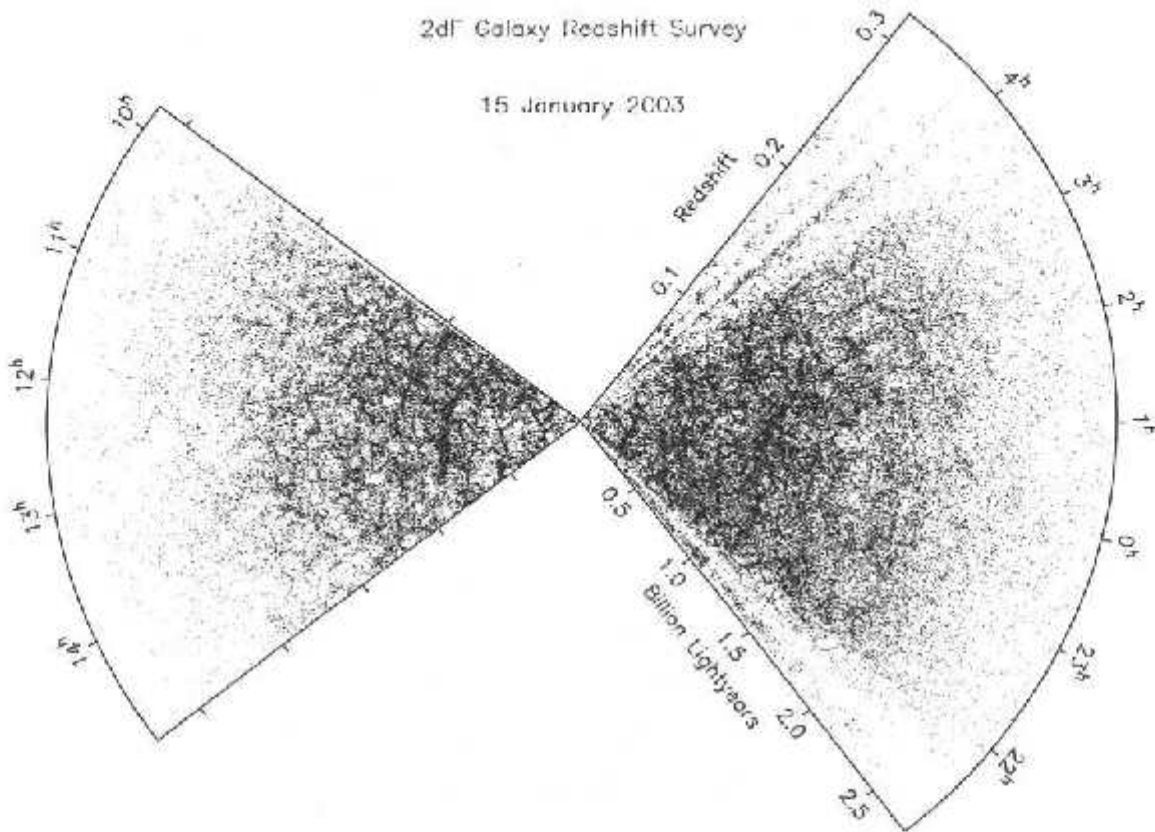 2dF Galaxy Redshift Survey
15 January 2003
10ʰ
11ʰ
12ʰ
13ʰ
14ʰ
Redshift
0.1
0.2
0.3
4ʰ
3ʰ
2ʰ
1ʰ
0ʰ
23ʰ
22ʰ
0.5
1.0
1.5
2.0
2.5
Billion Lightyears